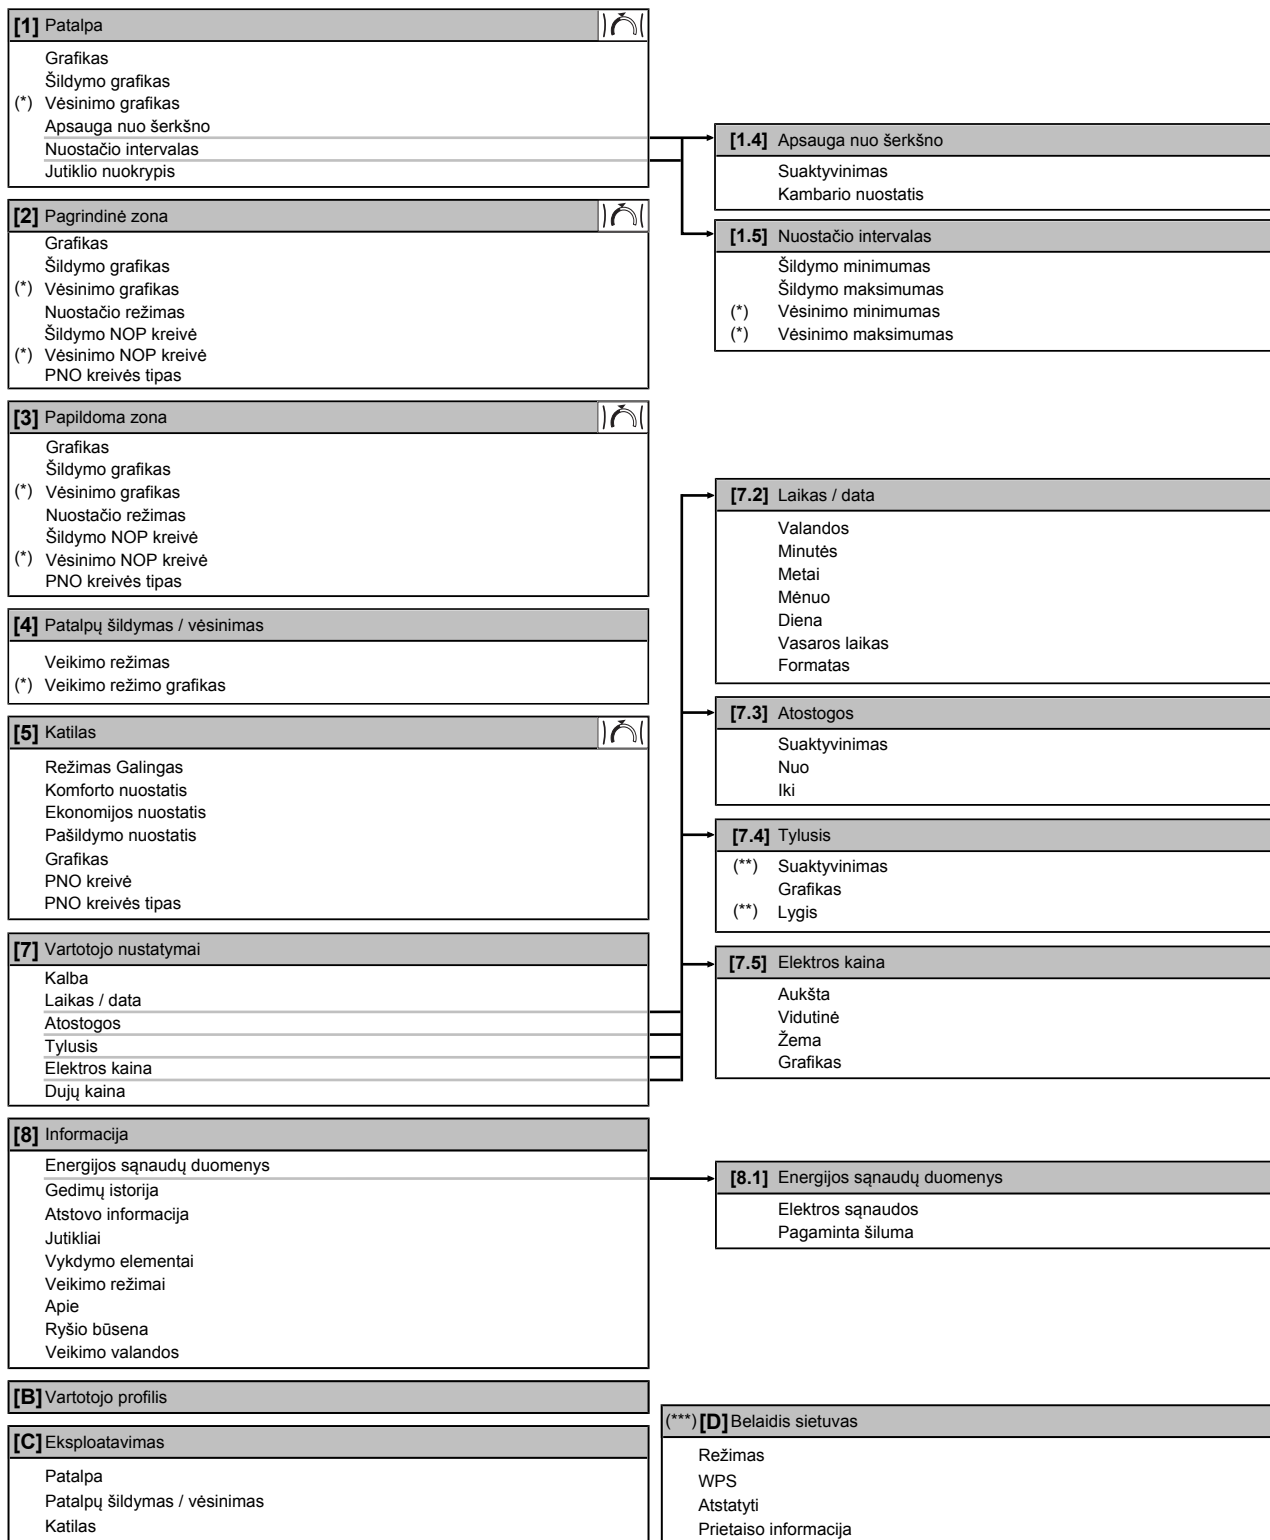 [1] Patalpa
Grafikas
Šildymo grafikas
(*) Vėsinimo grafikas
Apsauga nuo šerkšno
Nuostačio intervalas
Jutiklio nuokrypis
[1.4] Apsauga nuo šerkšno
Suaktyvinimas
Kambario nuostatis
[1.5] Nuostačio intervalas
Šildymo minimumas
Šildymo maksimumas
(*) Vėsinimo minimumas
(*) Vėsinimo maksimumas
[2] Pagrindinė zona
Grafikas
Šildymo grafikas
(*) Vėsinimo grafikas
Nuostačio režimas
Šildymo NOP kreivė
(*) Vėsinimo NOP kreivė
PNO kreivės tipas
[3] Papildoma zona
Grafikas
Šildymo grafikas
(*) Vėsinimo grafikas
Nuostačio režimas
Šildymo NOP kreivė
(*) Vėsinimo NOP kreivė
PNO kreivės tipas
[4] Patalpų šildymas / vėsinimas
Veikimo režimas
(*) Veikimo režimo grafikas
[5] Katilas
Režimas Galingas
Komforto nuostatis
Ekonomijos nuostatis
Pašildymo nuostatis
Grafikas
PNO kreivė
PNO kreivės tipas
[7] Vartotojo nustatymai
Kalba
Laikas / data
Atostogos
Tylusis
Elektros kaina
Dujų kaina
[7.2] Laikas / data
Valandos
Minutės
Metai
Mėnuo
Diena
Vasaros laikas
Formatas
[7.3] Atostogos
Suaktyvinimas
Nuo
Iki
[7.4] Tylusis
(**) Suaktyvinimas
Grafikas
(**) Lygis
[7.5] Elektros kaina
Aukšta
Vidutinė
Žema
Grafikas
[8] Informacija
Energijos sąnaudų duomenys
Gedimų istorija
Atstovo informacija
Jutikliai
Vykdymo elementai
Veikimo režimai
Apie
Ryšio būsena
Veikimo valandos
[8.1] Energijos sąnaudų duomenys
Elektros sąnaudos
Pagaminta šiluma
[B] Vartotojo profilis
[C] Eksploatavimas
Patalpa
Patalpų šildymas / vėsinimas
Katilas
(***) [D] Belaidis sietuvas
Režimas
WPS
Atstatyti
Prietaiso informacija